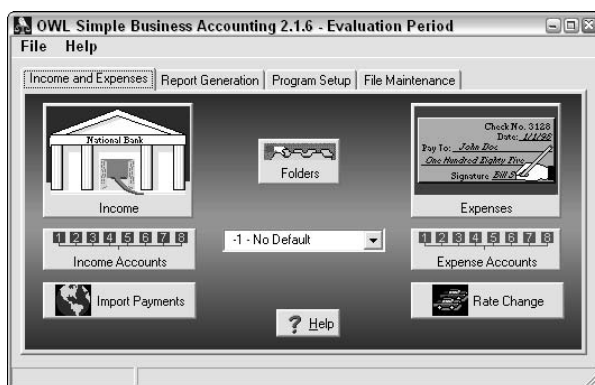 OWL Simple Business Accounting 2.1.6 - Evaluation Period
File Help
Income and Expenses Report Generation Program Setup File Maintenance
National Bank
Income
Folders
Check No. 3128
Date: 1/1/98
Pay To: John Doe
One Hundred Eighty Five
Signature Bill S
Expenses
1 2 3 4 5 6 7 8
Income Accounts
-1 - No Default
1 2 3 4 5 6 7 8
Expense Accounts
Import Payments
Rate Change
? Help